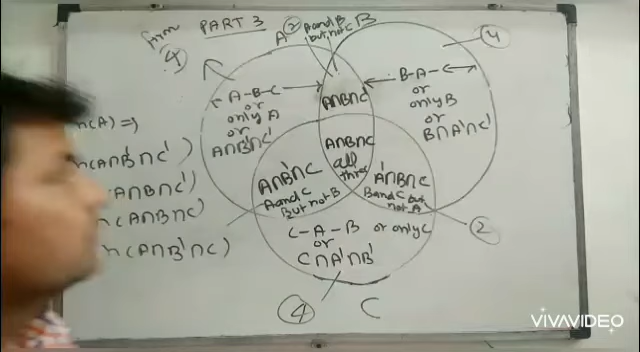 from
④
PART 3
A ② A and B but not C B
④
A-B-C
or
only A
or
A∩B'∩C'
A∩B∩C'
B-A-C
or
only B
or
B∩A'∩C'
n(A) =>
(A∩B'∩C')
(A∩B∩C')
n(A∩B∩C)
n(A∩B'∩C)
A∩B∩C
all
three
A∩B'∩C
A and C
But not B
A'∩B∩C
B and C but
not A
C-A-B or only C
or
C∩A'∩B'
②
④
C
VIVAVIDEO